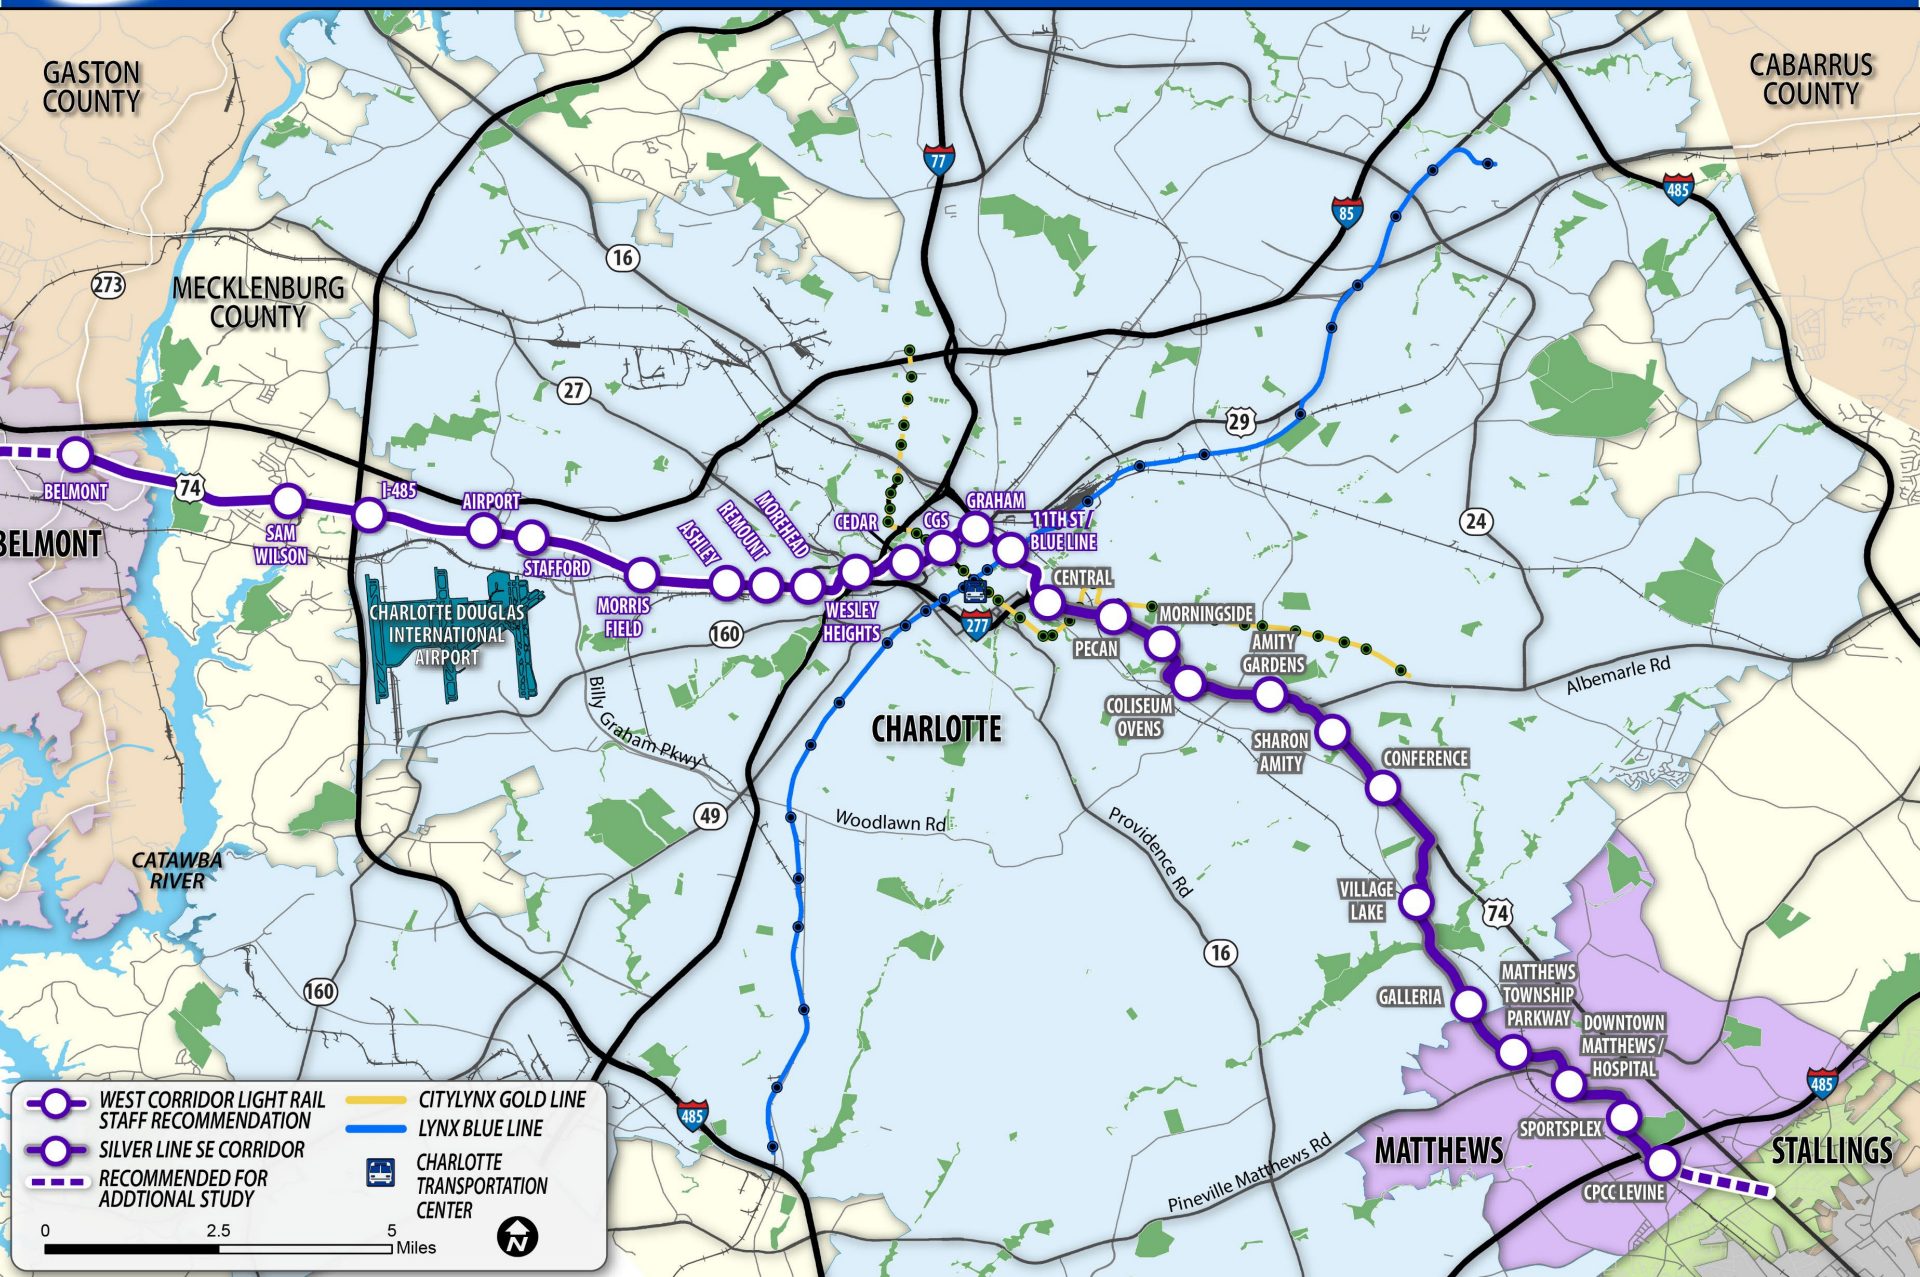 GASTON
COUNTY
CABARRUS
COUNTY
77
485
85
16
273
MECKLENBURG
COUNTY
27
29
BELMONT
74
I-485
SAM
WILSON
AIRPORT
STAFFORD
MORRIS
FIELD
ASHLEY
REMOUNT
MOREHEAD
CEDAR
WESLEY
HEIGHTS
CGS
GRAHAM
11TH ST/
BLUE LINE
24
BELMONT
CHARLOTTE DOUGLAS
INTERNATIONAL
AIRPORT
160
277
CENTRAL
PECAN
MORNINGSIDE
AMITY
GARDENS
COLISEUM
OVENS
SHARON
AMITY
CONFERENCE
Albemarle Rd
Billy Graham Pkwy
CHARLOTTE
49
Woodlawn Rd
Providence Rd
CATAWBA
RIVER
VILLAGE
LAKE
74
16
160
GALLERIA
MATTHEWS
TOWNSHIP
PARKWAY
DOWNTOWN
MATTHEWS /
HOSPITAL
485
485
SPORTSPLEX
MATTHEWS
STALLINGS
CPCC LEVINE
Pineville Matthews Rd
WEST CORRIDOR LIGHT RAIL
STAFF RECOMMENDATION
SILVER LINE SE CORRIDOR
RECOMMENDED FOR
ADDTIONAL STUDY
CITYLYNX GOLD LINE
LYNX BLUE LINE
CHARLOTTE
TRANSPORTATION
CENTER
0 2.5 5
Miles
N